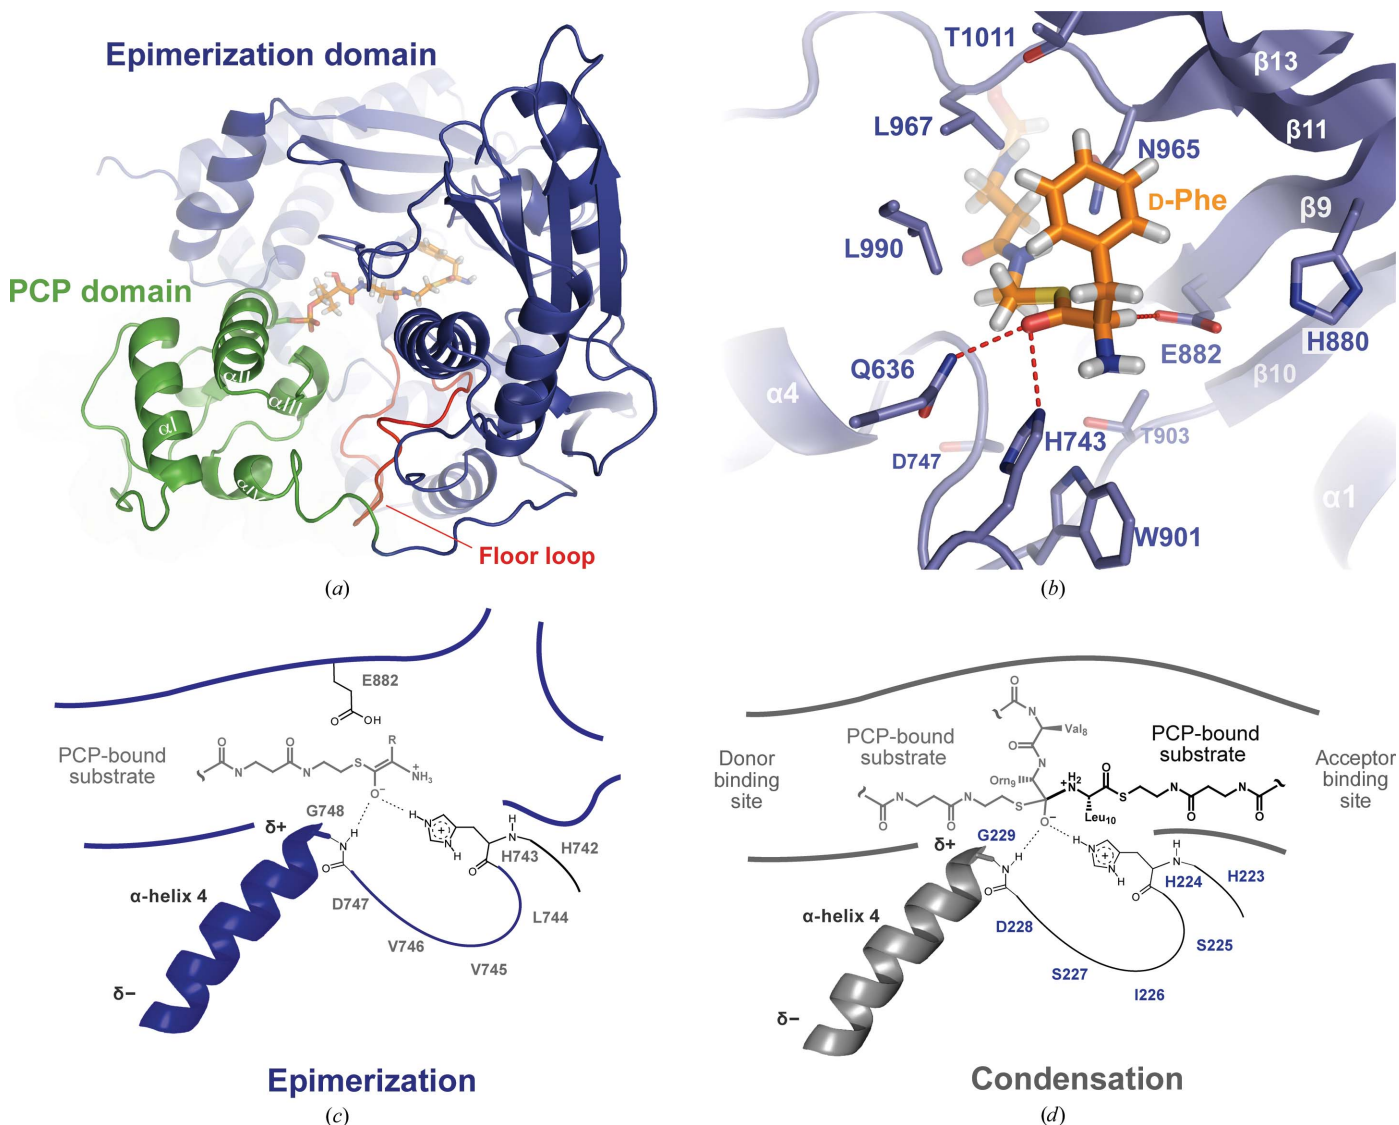 Epimerization domain
PCP domain
αII
αIII
αI
αIV
Floor loop
(a)
T1011
β13
L967
β11
N965
D-Phe
β9
L990
H880
E882
Q636
β10
α4
H743
T903
D747
α1
W901
(b)
E882
OH
R
PCP-bound
substrate
O
O
S
+
NH3
N
H
N
H
O−
G748
δ+
H
N
O
H
N
N
H
+
H
N
H743
H742
O
α-helix 4
D747
L744
V746
V745
δ−
Epimerization
(c)
O
N
H
Val8
O
HN
Donor
binding
site
PCP-bound
substrate
PCP-bound
substrate
Acceptor
binding
site
Orn9
+
NH2
O
S
O
O
O
O
N
H
N
H
S
Leu10
N
H
N
H
O−
G229
δ+
H
N
O
H
N
N
H
+
N
H
H224
H223
O
α-helix 4
D228
S225
S227
I226
δ−
Condensation
(d)